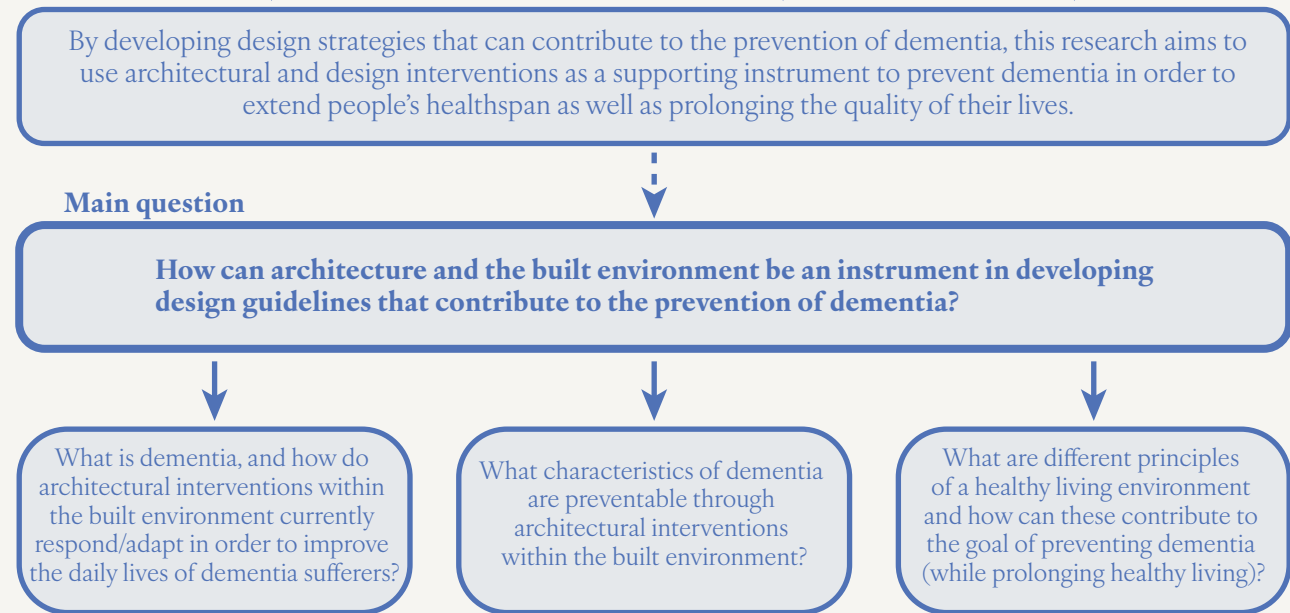 By developing design strategies that can contribute to the prevention of dementia, this research aims to
use architectural and design interventions as a supporting instrument to prevent dementia in order to
extend people's healthspan as well as prolonging the quality of their lives.
Main question
How can architecture and the built environment be an instrument in developing
design guidelines that contribute to the prevention of dementia?
What is dementia, and how do
architectural interventions within
the built environment currently
respond/adapt in order to improve
the daily lives of dementia sufferers?
What characteristics of dementia
are preventable through
architectural interventions
within the built environment?
What are different principles
of a healthy living environment
and how can these contribute to
the goal of preventing dementia
(while prolonging healthy living)?